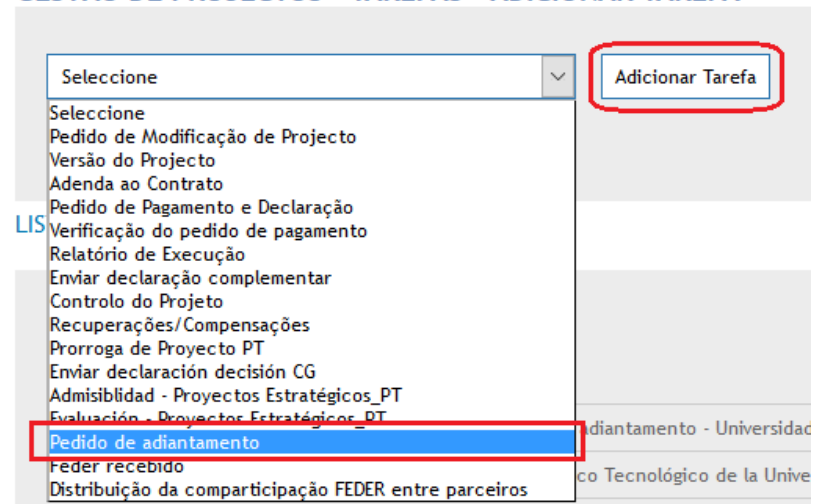 Seleccione
Adicionar Tarefa
Seleccione
Pedido de Modificação de Projecto
Versão do Projecto
Adenda ao Contrato
Pedido de Pagamento e Declaração
LIS
Verificação do pedido de pagamento
Relatório de Execução
Enviar declaração complementar
Controlo do Projeto
Recuperações/Compensações
Prorroga de Proyecto PT
Enviar declaración decisión CG
Admisiblidad - Proyectos Estratégicos_PT
Evaluación - Proyectos Estratégicos_PT
Pedido de adiantamento
adiantamento - Universidad
Feder recebido
co Tecnológico de la Unive
Distribuição da comparticipação FEDER entre parceiros